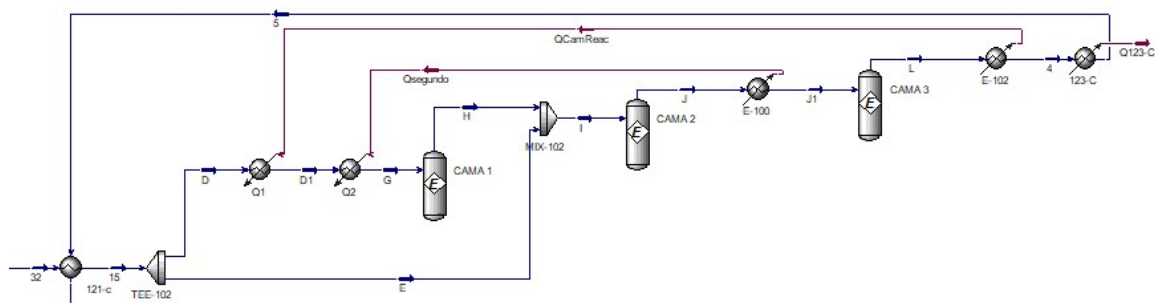 5
QCamReac
Q123-C
L
4
E-102
123-C
Qsegundo
J
J1
CAMA 3
E-100
H
I
CAMA 2
MIX-102
D
D1
G
CAMA 1
Q1
Q2
32
15
E
121-c
TEE-102
E
E
E